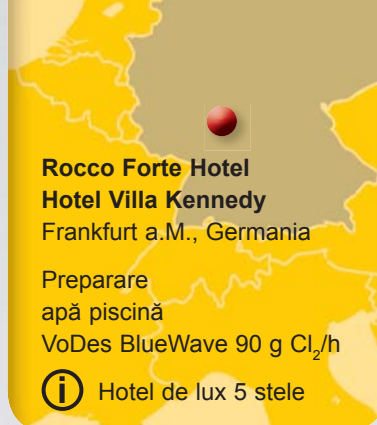 Rocco Forte Hotel
Hotel Villa Kennedy
Frankfurt a.M., Germania
Preparare
apă piscină
VoDes BlueWave 90 g Cl₂/h
i Hotel de lux 5 stele